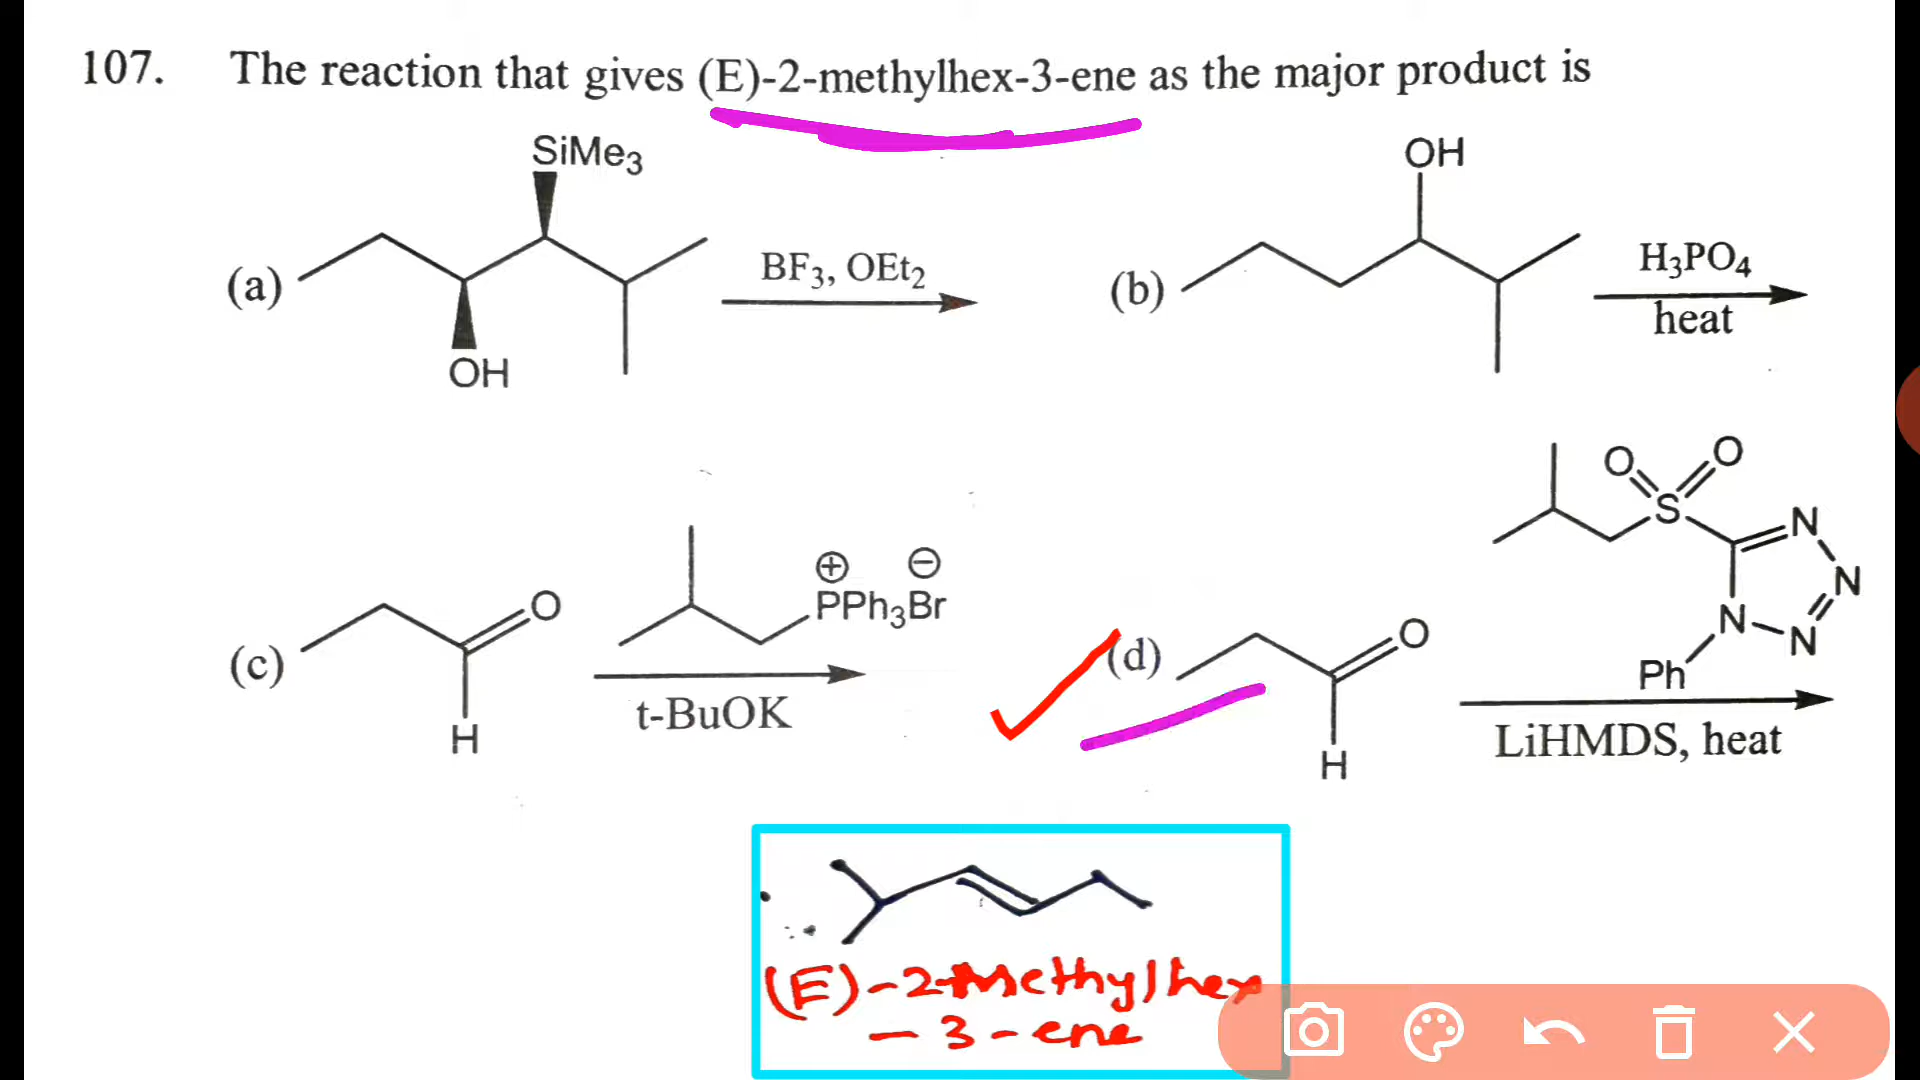 107. The reaction that gives (E)-2-methylhex-3-ene as the major product is
SiMe3
OH
(a)
BF3, OEt2
OH
(b)
H3PO4
heat
(c)
O
H
⊕ ⊖
PPh3Br
t-BuOK
(d)
O
H
O O
S
N
N
N
N
Ph
LiHMDS, heat
(E)-2-Methylhex
-3-ene